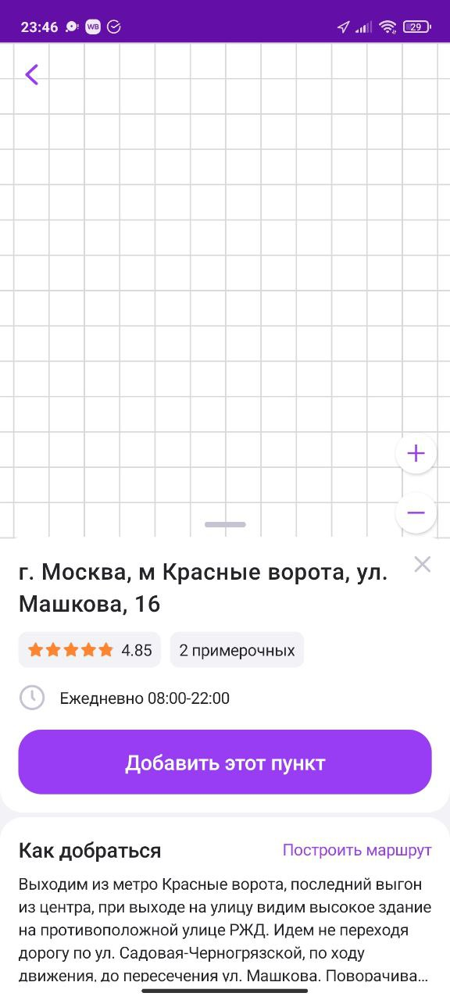 23:46 WB 29
г. Москва, м Красные ворота, ул.
Машкова, 16
4.85 2 примерочных
Ежедневно 08:00-22:00
Добавить этот пункт
Как добраться Построить маршрут
Выходим из метро Красные ворота, последний выгон
из центра, при выходе на улицу видим высокое здание
на противоположной улице РЖД. Идем не переходя
дорогу по ул. Садовая-Черногрязской, по ходу
движения, до пересечения ул. Машкова. Поворачива...